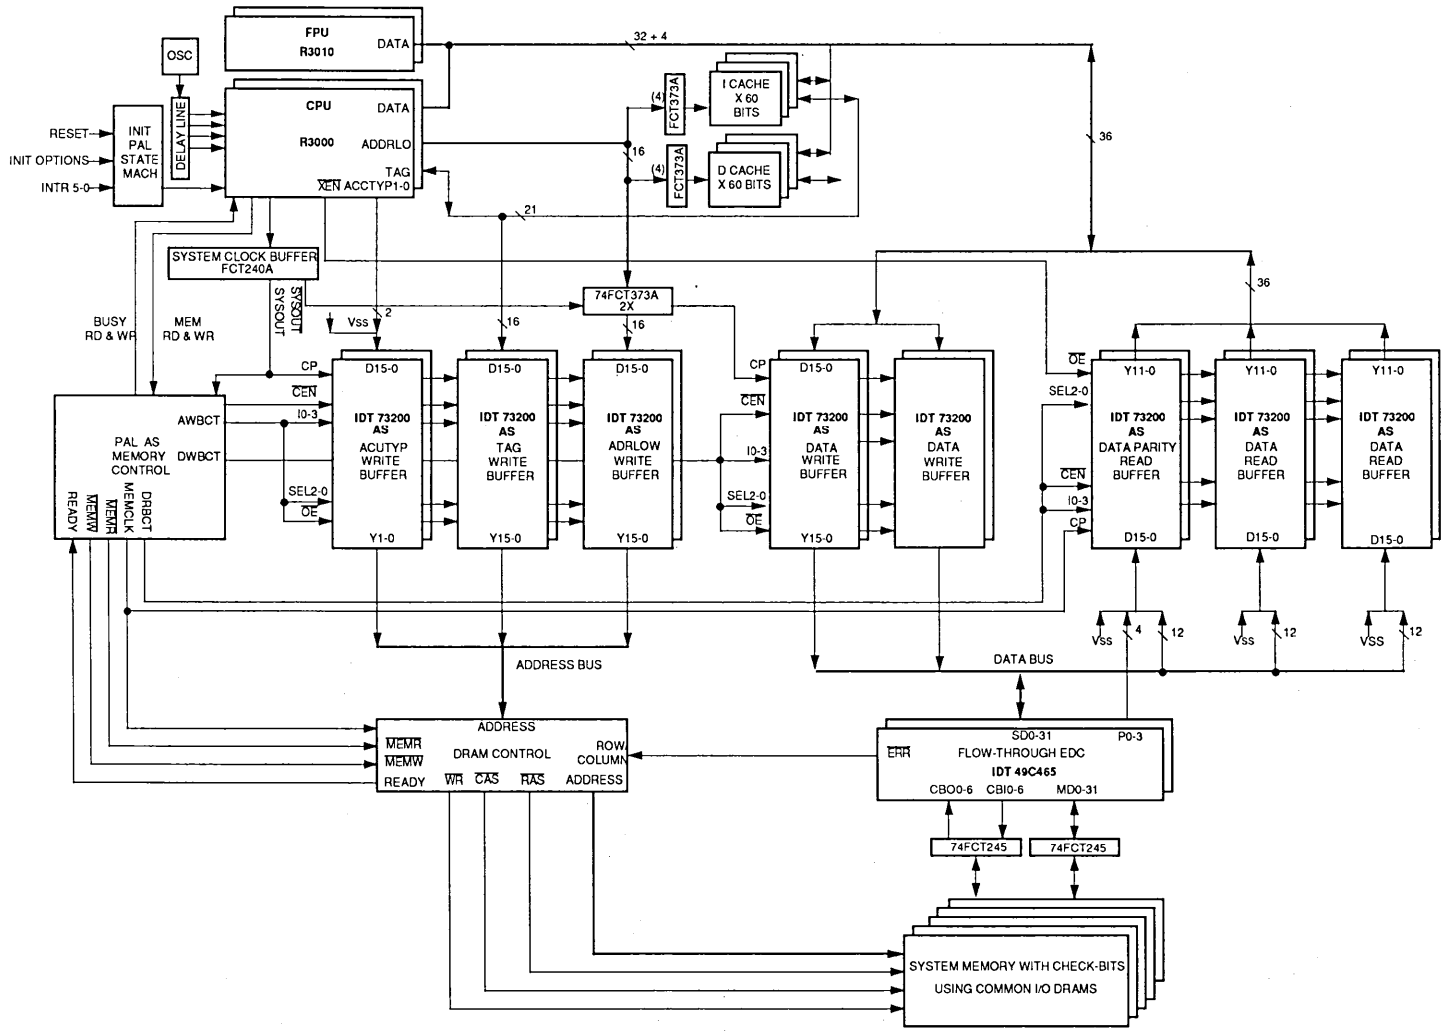 FPU
R3010
DATA
32 + 4
OSC
DELAY LINE
CPU
R3000
DATA
ADDRLO
TAG
XEN ACCTYP1-0
RESET
INIT OPTIONS
INTR 5-0
INIT
PAL
STATE
MACH
(4)
FCT373A
I CACHE
X 60
BITS
16
(4)
FCT373A
D CACHE
X 60 BITS
36
21
SYSTEM CLOCK BUFFER
FCT240A
SYSOUT
SYSOUT
74FCT373A
2X
36
BUSY
RD & WR
MEM
RD & WR
Vss
2
16
16
CP
CEN
I0-3
SEL2-0
OE
D15-0
IDT 73200
AS
ACUTYP
WRITE
BUFFER
Y1-0
D15-0
IDT 73200
AS
TAG
WRITE
BUFFER
Y15-0
D15-0
IDT 73200
AS
ADRLOW
WRITE
BUFFER
Y15-0
CP
CEN
I0-3
SEL2-0
OE
D15-0
IDT 73200
AS
DATA
WRITE
BUFFER
Y15-0
IDT 73200
AS
DATA
WRITE
BUFFER
OE
SEL2-0
CEN
I0-3
CP
Y11-0
IDT 73200
AS
DATA PARITY
READ
BUFFER
D15-0
Y11-0
IDT 73200
AS
DATA
READ
BUFFER
D15-0
Y11-0
IDT 73200
AS
DATA
READ
BUFFER
D15-0
AWBCT
PAL AS
MEMORY
CONTROL
DWBCT
READY
MEMW
MEMR
MEMCLK
DRBCT
Vss
4
12
Vss
12
VSS
12
ADDRESS BUS
DATA BUS
ADDRESS
MEMR
DRAM CONTROL
ROW/
COLUMN
MEMW
READY
WR
CAS
RAS
ADDRESS
SD0-31
P0-3
ERR
FLOW-THROUGH EDC
IDT 49C465
CBO0-6
CBI0-6
MD0-31
74FCT245
74FCT245
SYSTEM MEMORY WITH CHECK-BITS
USING COMMON I/O DRAMS